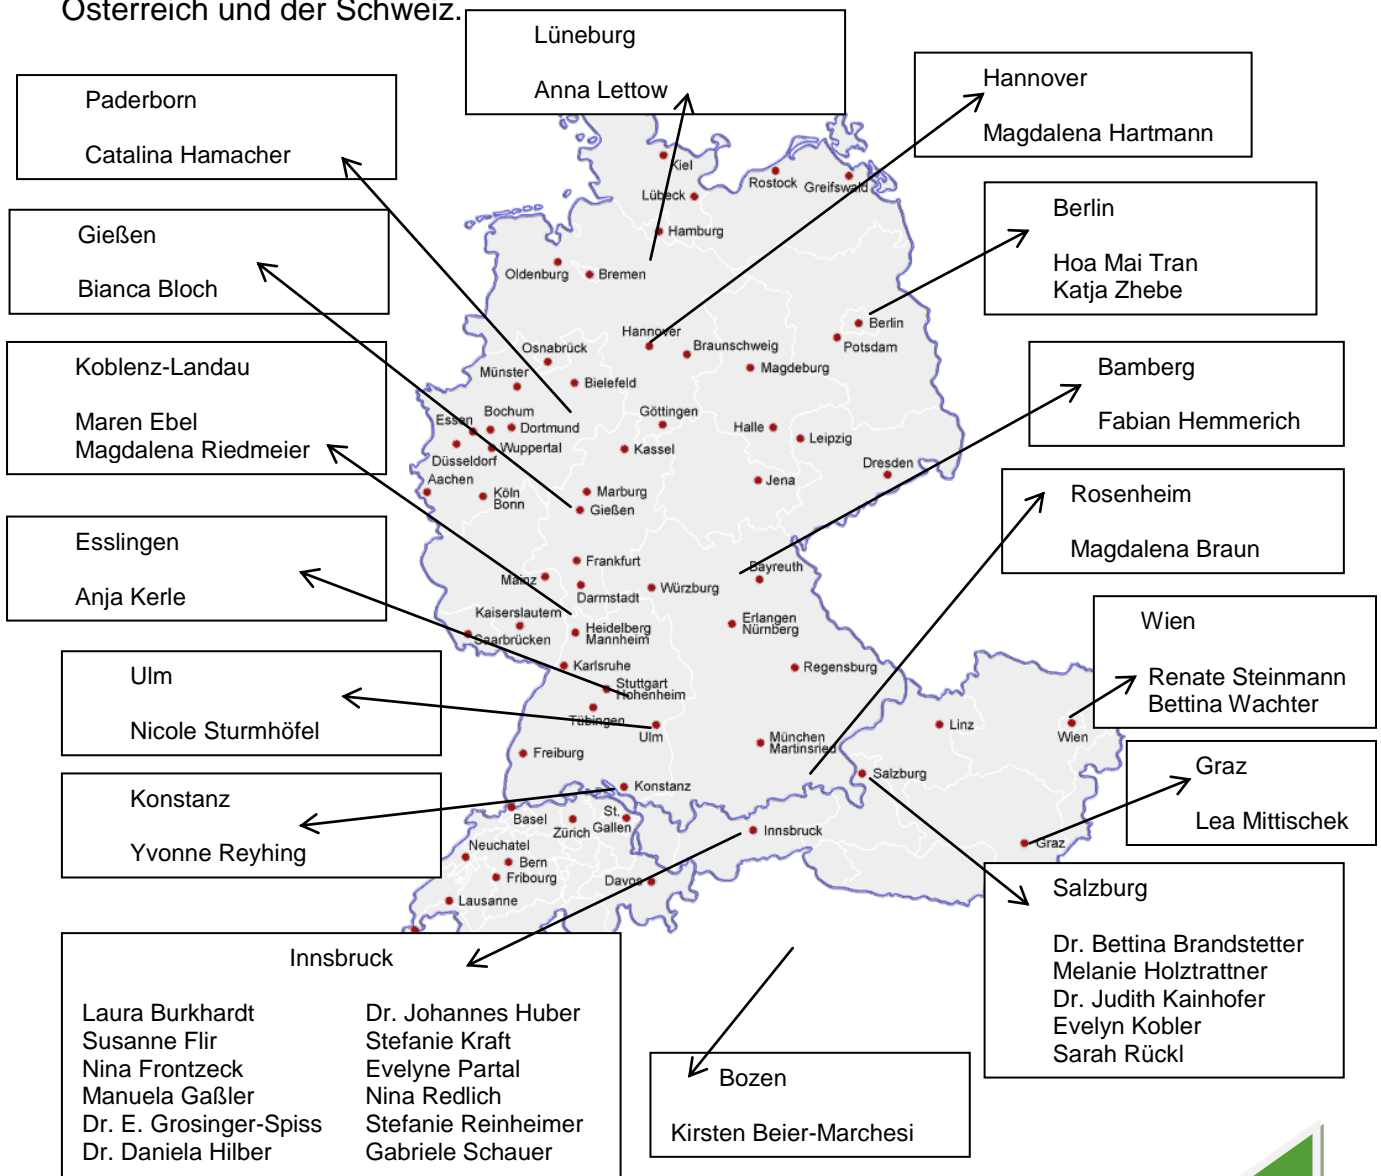 Österreich und der Schweiz.
Lüneburg
Anna Lettow
Hannover
Magdalena Hartmann
Paderborn
Catalina Hamacher
Berlin
Hoa Mai Tran
Katja Zhebe
Gießen
Bianca Bloch
Koblenz-Landau
Maren Ebel
Magdalena Riedmeier
Bamberg
Fabian Hemmerich
Rosenheim
Magdalena Braun
Esslingen
Anja Kerle
Wien
Renate Steinmann
Bettina Wachter
Ulm
Nicole Sturmhöfel
Graz
Lea Mittischek
Konstanz
Yvonne Reyhing
Salzburg
Dr. Bettina Brandstetter
Melanie Holztrattner
Dr. Judith Kainhofer
Evelyn Kobler
Sarah Rückl
Innsbruck
Laura Burkhardt
Susanne Flir
Nina Frontzeck
Manuela Gaßler
Dr. E. Grosinger-Spiss
Dr. Daniela Hilber
Dr. Johannes Huber
Stefanie Kraft
Evelyne Partal
Nina Redlich
Stefanie Reinheimer
Gabriele Schauer
Bozen
Kirsten Beier-Marchesi
Kiel
Rostock
Greifswald
Lübeck
Hamburg
Oldenburg
Bremen
Berlin
Potsdam
Hannover
Braunschweig
Osnabrück
Magdeburg
Münster
Bielefeld
Göttingen
Bochum
Essen
Dortmund
Halle
Leipzig
Wuppertal
Kassel
Düsseldorf
Dresden
Aachen
Jena
Köln
Bonn
Marburg
Gießen
Frankfurt
Bayreuth
Mainz
Darmstadt
Würzburg
Kaiserslautern
Erlangen
Nürnberg
Heidelberg
Mannheim
Saarbrücken
Karlsruhe
Regensburg
Stuttgart
Hohenheim
Tübingen
Ulm
Linz
Wien
München
Martinsried
Freiburg
Salzburg
Konstanz
Basel
Zürich
St.
Gallen
Innsbruck
Neuchatel
Graz
Bern
Fribourg
Davos
Lausanne